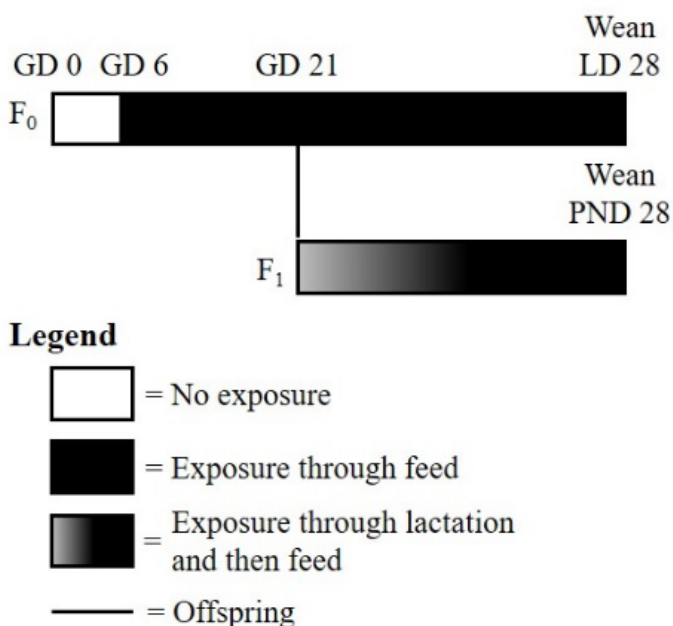 Wean
GD 0 GD 6 GD 21 LD 28
F₀
Wean
PND 28
F₁
Legend
= No exposure
= Exposure through feed
= Exposure through lactation
and then feed
= Offspring